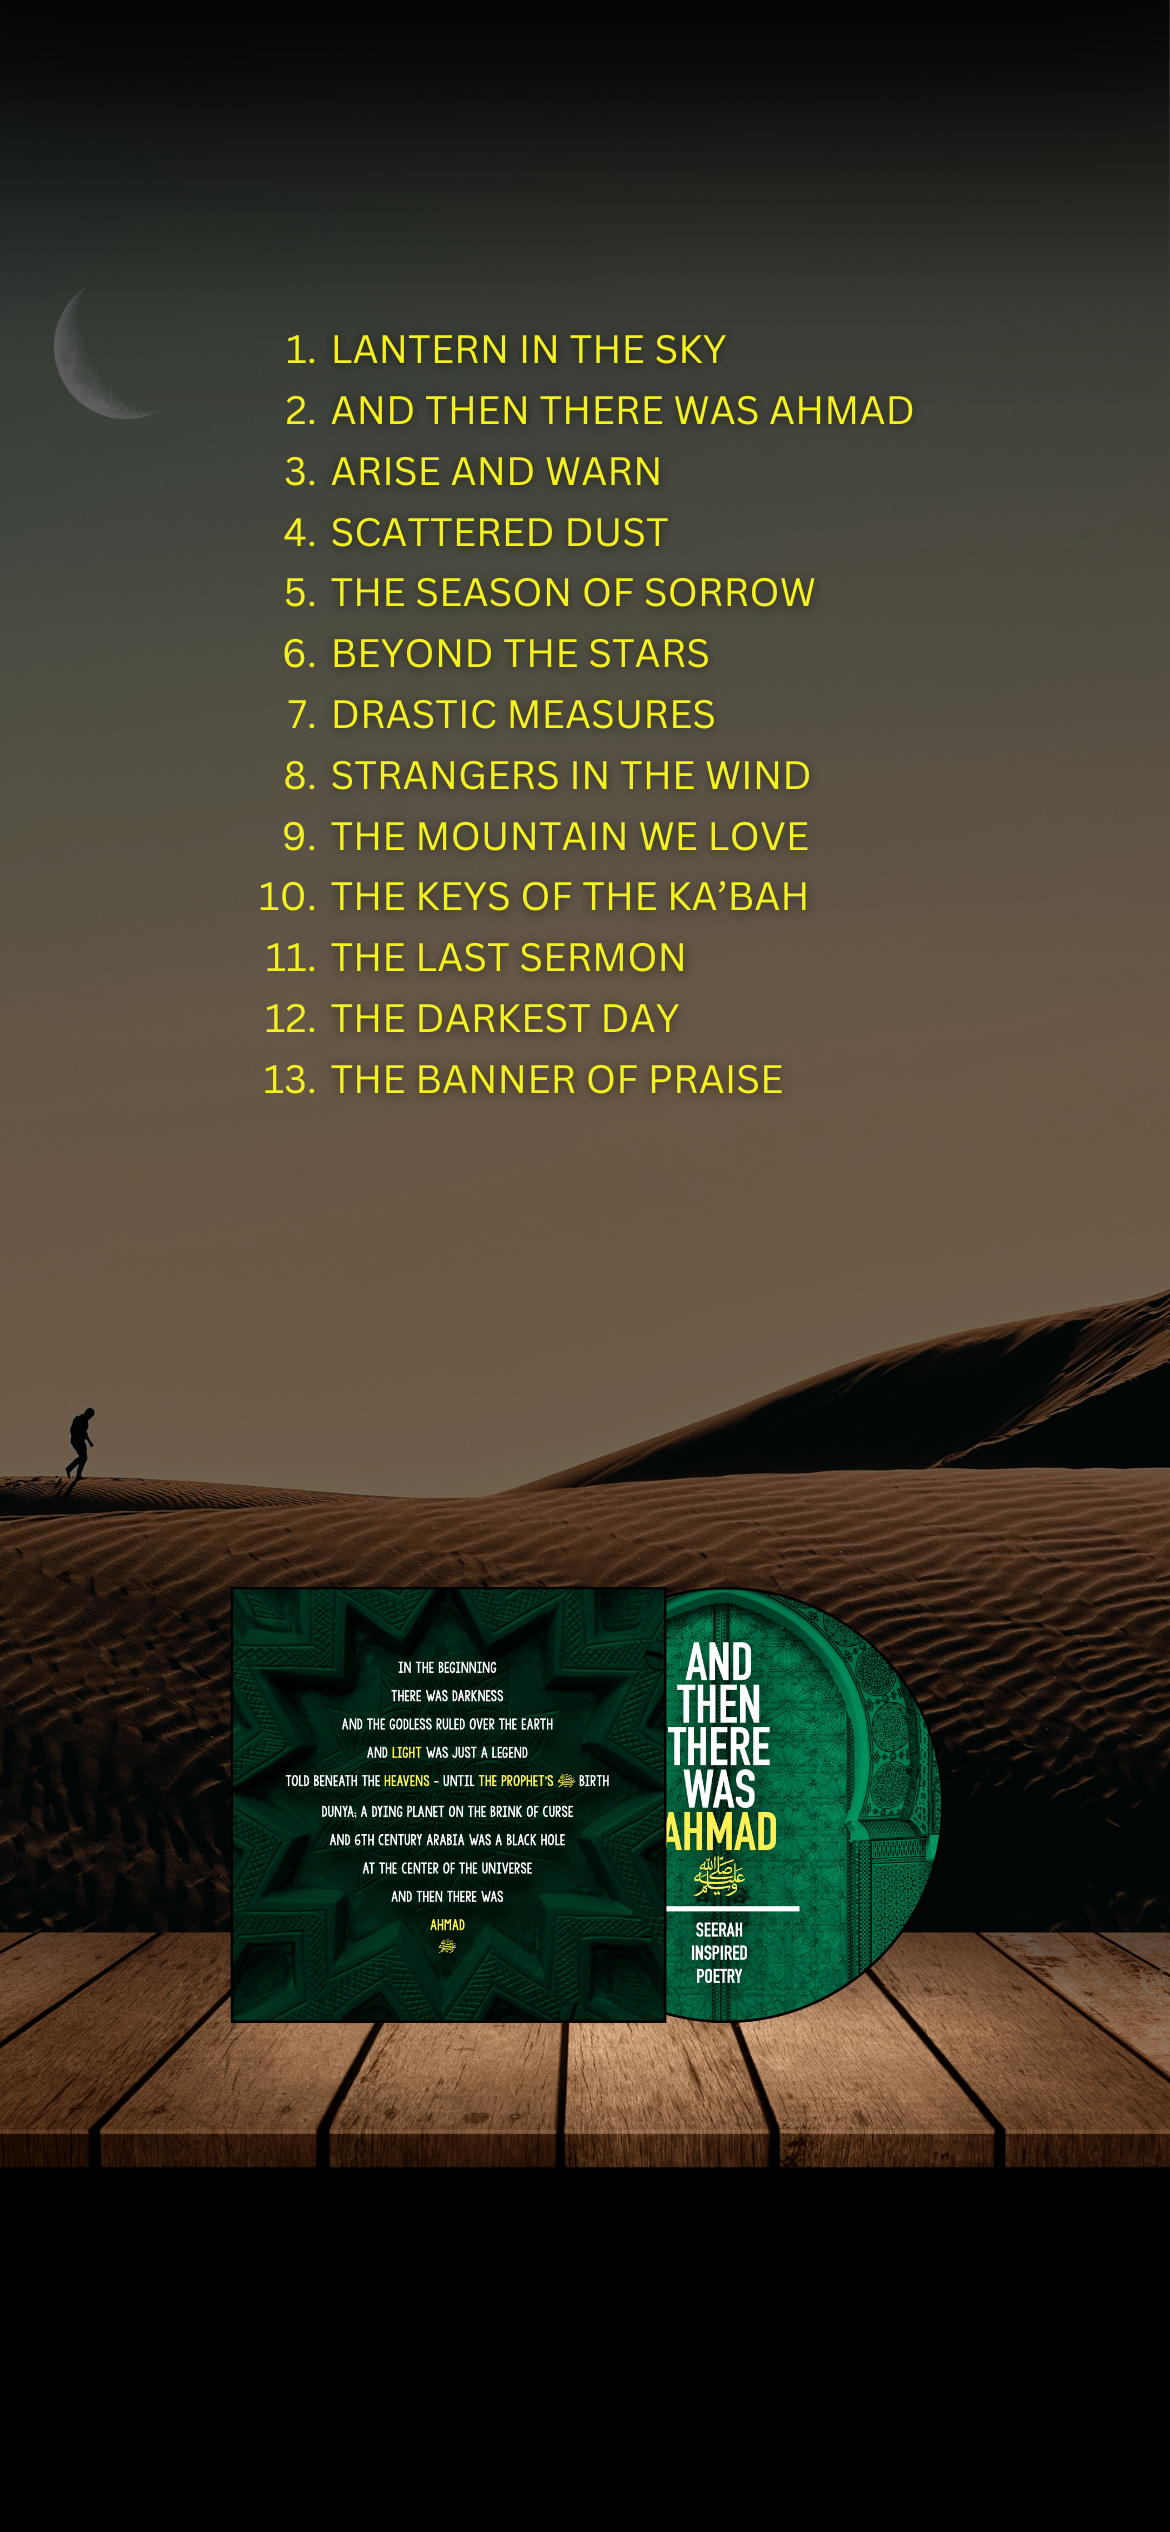 1. LANTERN IN THE SKY
2. AND THEN THERE WAS AHMAD
3. ARISE AND WARN
4. SCATTERED DUST
5. THE SEASON OF SORROW
6. BEYOND THE STARS
7. DRASTIC MEASURES
8. STRANGERS IN THE WIND
9. THE MOUNTAIN WE LOVE
10. THE KEYS OF THE KA’BAH
11. THE LAST SERMON
12. THE DARKEST DAY
13. THE BANNER OF PRAISE
IN THE BEGINNING
THERE WAS DARKNESS
AND THE GODLESS RULED OVER THE EARTH
AND LIGHT WAS JUST A LEGEND
TOLD BENEATH THE HEAVENS - UNTIL THE PROPHET'S ﷺ BIRTH
DUNYA; A DYING PLANET ON THE BRINK OF CURSE
AND 6TH CENTURY ARABIA WAS A BLACK HOLE
AT THE CENTER OF THE UNIVERSE
AND THEN THERE WAS
AHMAD
ﷺ
AND
THEN
THERE
WAS
AHMAD
ﷺ
SEERAH
INSPIRED
POETRY